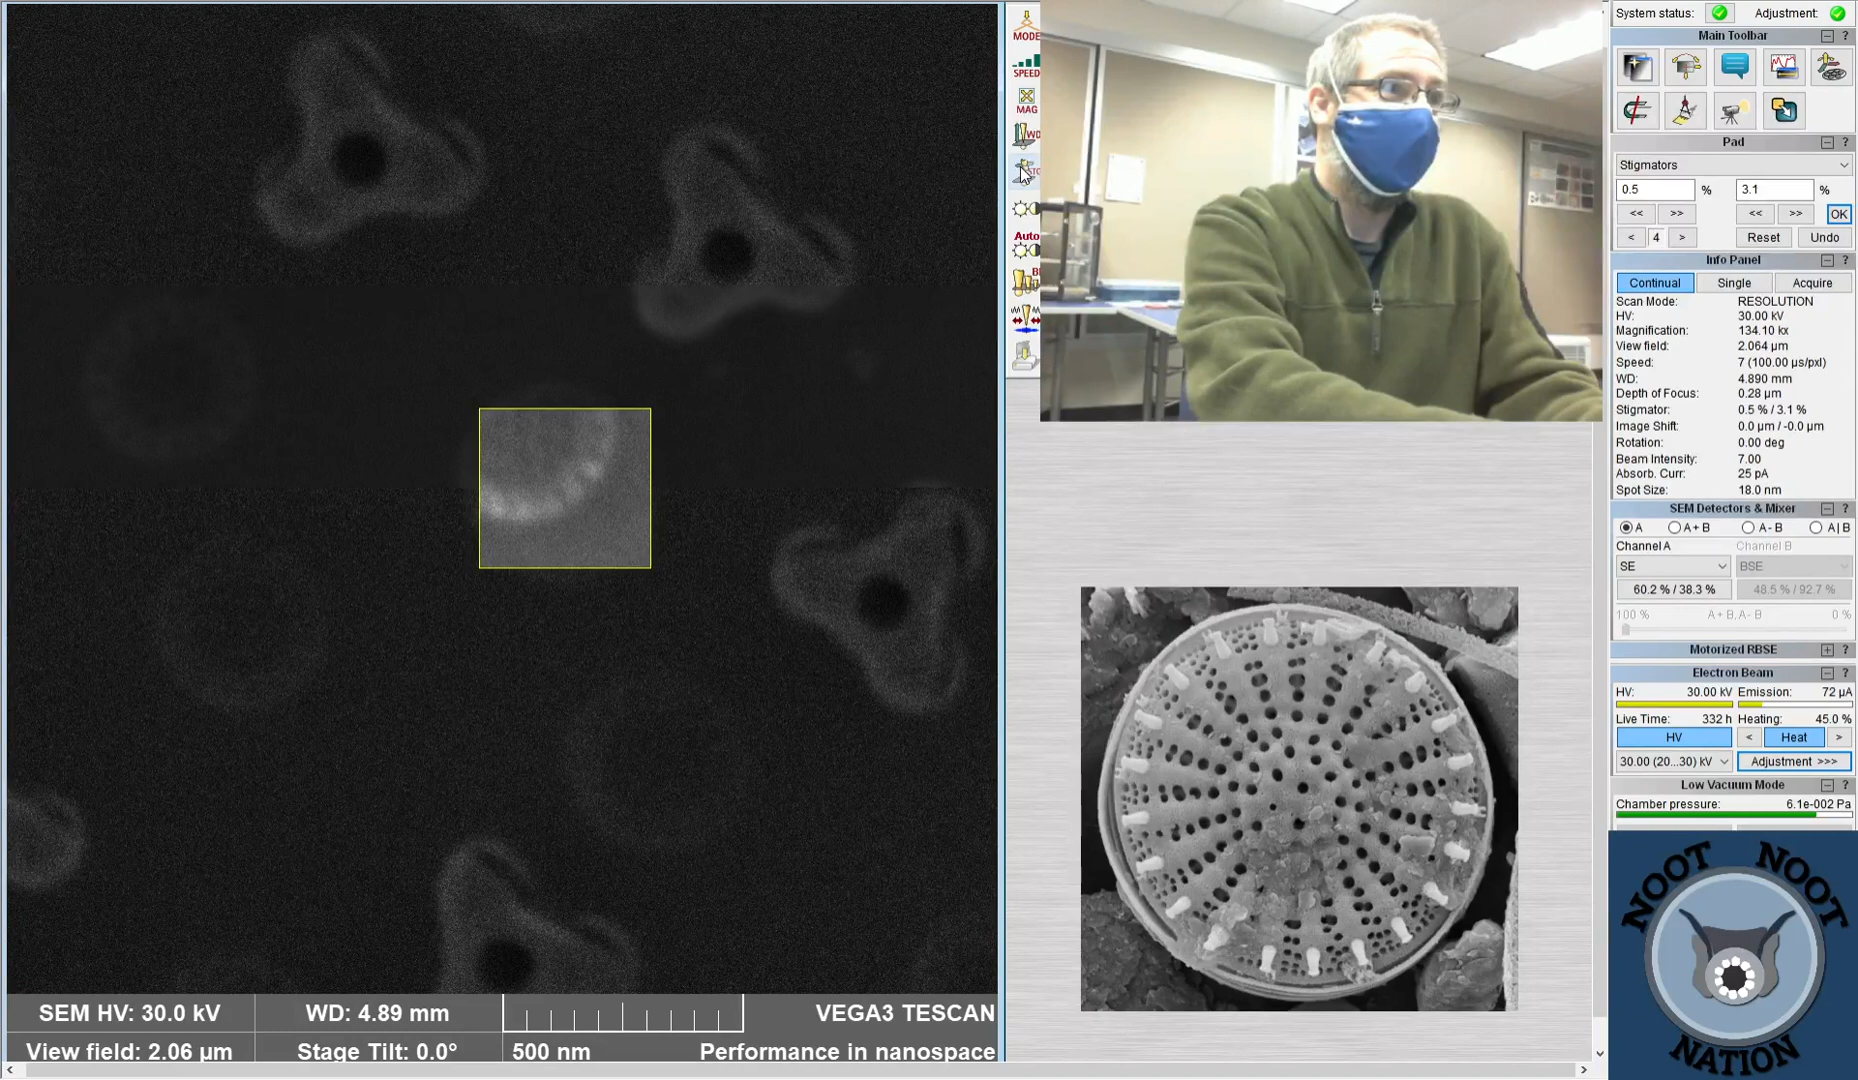 MODE
SPEED
MAG
WD
Auto
System status:
Adjustment:
Main Toolbar
?
Pad
?
Stigmators
0.5 %
3.1 %
<< >>
<< >> OK
< 4 >
Reset
Undo
Info Panel
?
Continual
Single
Acquire
Scan Mode: RESOLUTION
HV: 30.00 kV
Magnification: 134.10 kx
View field: 2.064 µm
Speed: 7 (100.00 µs/pxl)
WD: 4.890 mm
Depth of Focus: 0.28 µm
Stigmator: 0.5 % / 3.1 %
Image Shift: 0.0 µm / -0.0 µm
Rotation: 0.00 deg
Beam Intensity: 7.00
Absorb. Curr: 25 pA
Spot Size: 18.0 nm
SEM Detectors & Mixer
?
A
A + B
A - B
A | B
Channel A
Channel B
SE
BSE
60.2 % / 38.3 %
48.5 % / 92.7 %
100 %
A + B, A - B
0 %
Motorized RBSE
?
Electron Beam
?
HV: 30.00 kV
Emission: 72 µA
Live Time: 332 h
Heating: 45.0 %
HV
< Heat >
30.00 (20...30) kV
Adjustment >>>
Low Vacuum Mode
?
Chamber pressure: 6.1e-002 Pa
NOOT NOOT
NATION
SEM HV: 30.0 kV
WD: 4.89 mm
VEGA3 TESCAN
View field: 2.06 µm
Stage Tilt: 0.0°
500 nm
Performance in nanospace